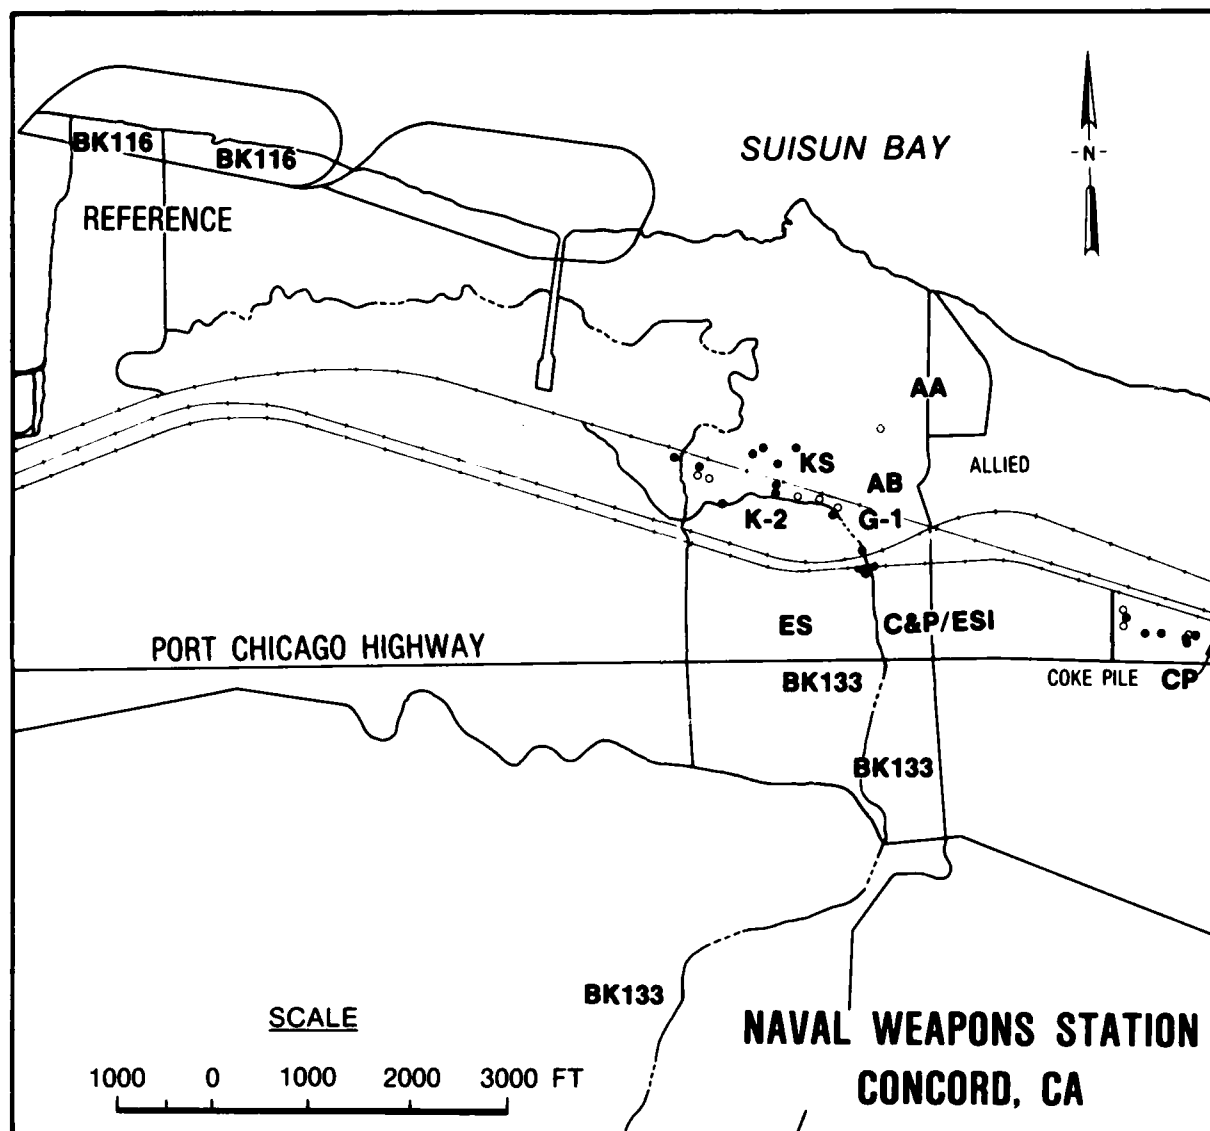 BK116
BK116
SUISUN BAY
-N-
REFERENCE
AA
KS
ALLIED
AB
K-2
G-1
ES
C&P/ESI
PORT CHICAGO HIGHWAY
BK133
COKE PILE
CP
BK133
BK133
SCALE
NAVAL WEAPONS STATION
CONCORD, CA
1000 0 1000 2000 3000 FT